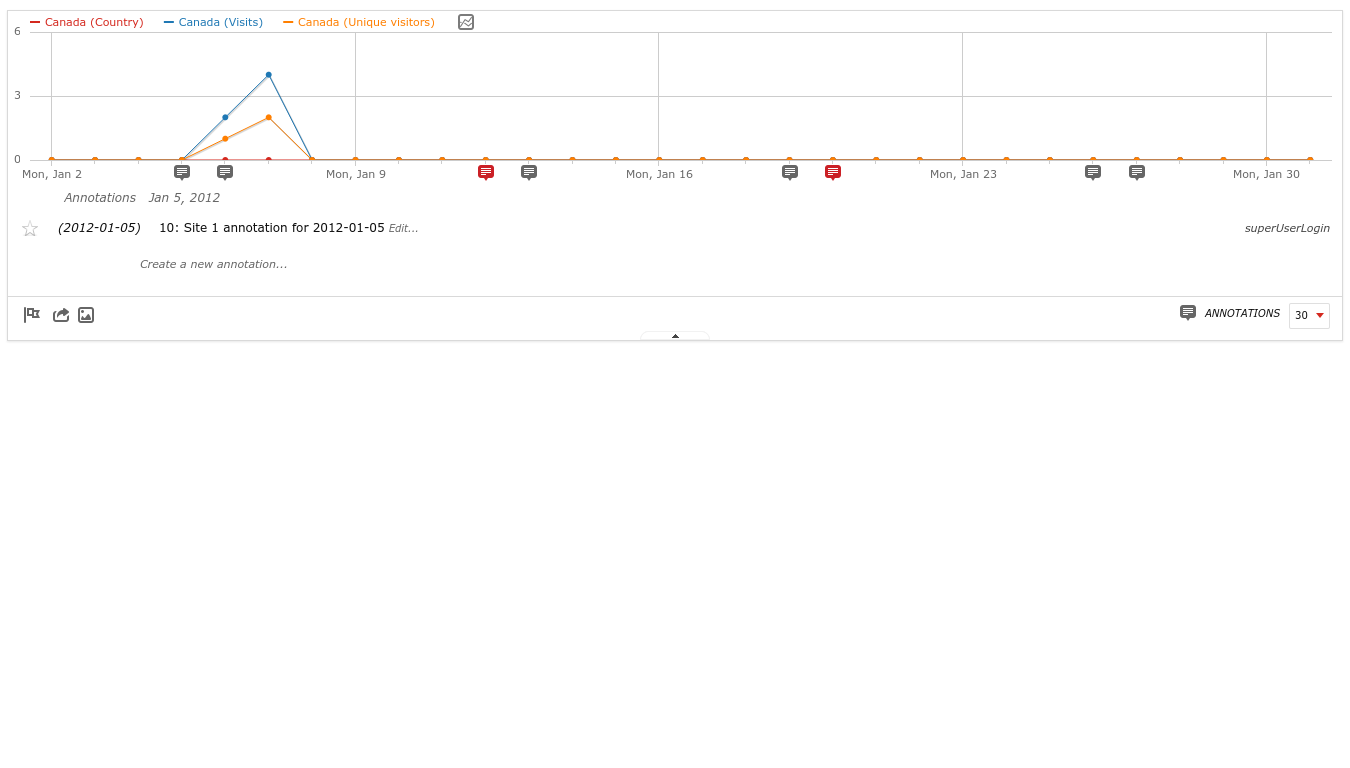 Canada (Country) Canada (Visits) Canada (Unique visitors)
6
3
0
Mon, Jan 2 Mon, Jan 9 Mon, Jan 16 Mon, Jan 23 Mon, Jan 30
Annotations Jan 5, 2012
(2012-01-05) 10: Site 1 annotation for 2012-01-05 Edit... superUserLogin
Create a new annotation...
ANNOTATIONS 30